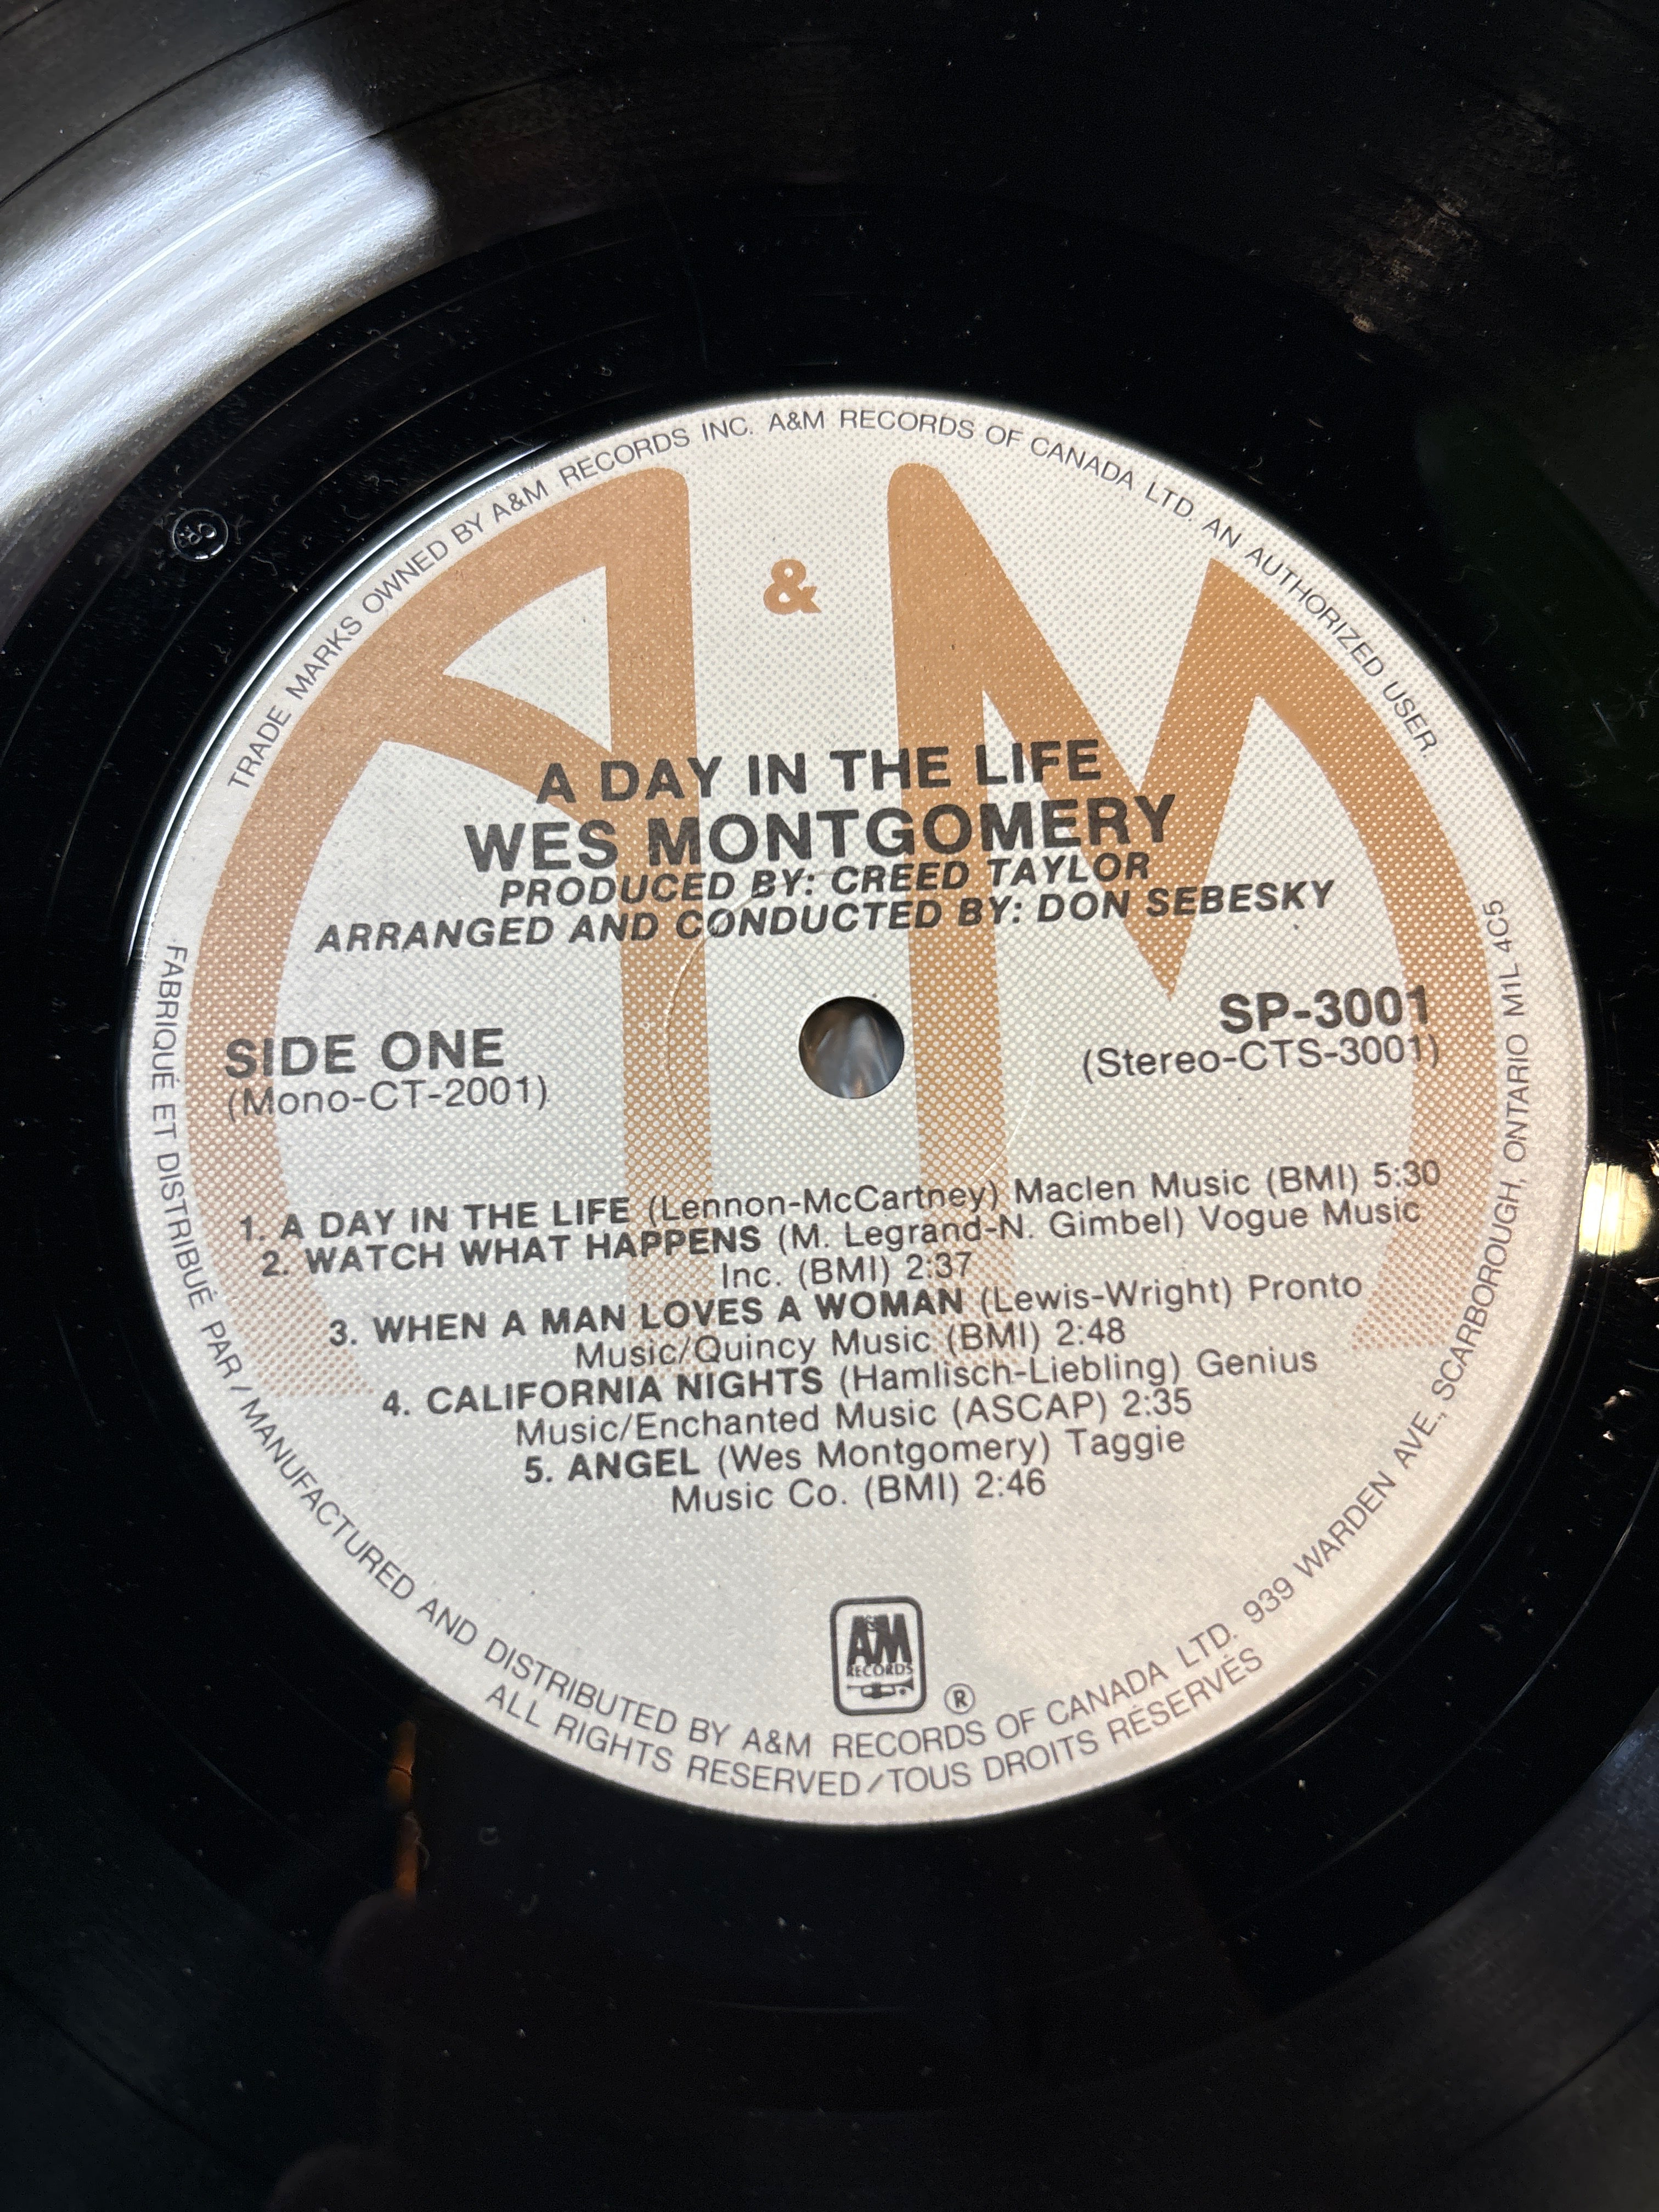 TRADE MARKS OWNED BY A&M RECORDS INC. A&M RECORDS OF CANADA LTD. AN AUTHORIZED USER.
A & M
A DAY IN THE LIFE
WES MONTGOMERY
PRODUCED BY: CREED TAYLOR
ARRANGED AND CONDUCTED BY: DON SEBESKY
SIDE ONE
(Mono-CT-2001)
SP-3001
(Stereo-CTS-3001)
1. A DAY IN THE LIFE (Lennon-McCartney) Maclen Music (BMI) 5:30
2. WATCH WHAT HAPPENS (M. Legrand-N. Gimbel) Vogue Music
Inc. (BMI) 2:37
3. WHEN A MAN LOVES A WOMAN (Lewis-Wright) Pronto
Music/Quincy Music (BMI) 2:48
4. CALIFORNIA NIGHTS (Hamlisch-Liebling) Genius
Music/Enchanted Music (ASCAP) 2:35
5. ANGEL (Wes Montgomery) Taggie
Music Co. (BMI) 2:46
A&M
RECORDS
®
FABRIQUÉ ET DISTRIBUÉ PAR / MANUFACTURED AND DISTRIBUTED BY A&M RECORDS OF CANADA LTD. 939 WARDEN AVE., SCARBOROUGH, ONTARIO M1L 4C5
ALL RIGHTS RESERVED/TOUS DROITS RÉSERVÉS